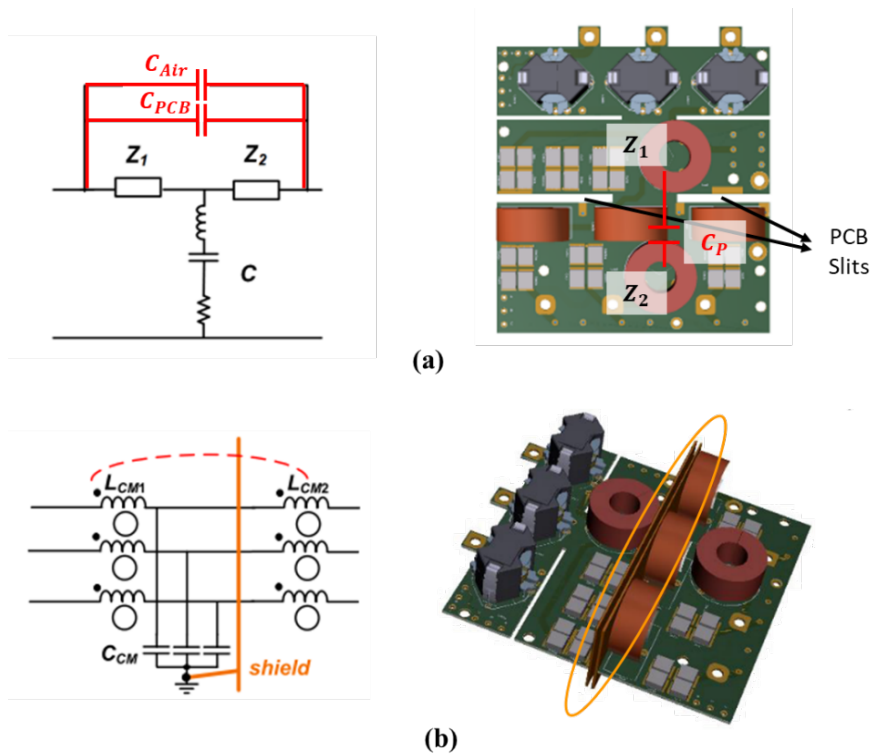 C_Air
C_PCB
Z_1
Z_2
C
Z_1
C_P
PCB
Slits
Z_2
(a)
L_CM1
L_CM2
C_CM
shield
(b)